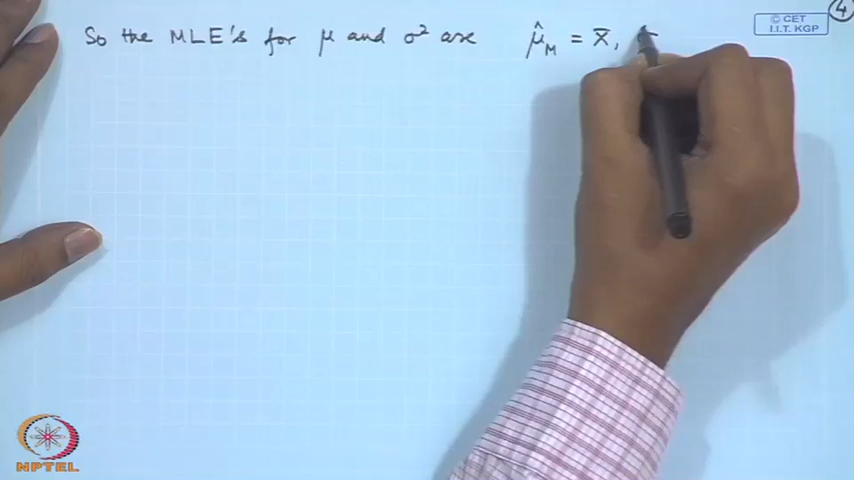 So the MLE's for μ and σ² are μ̂_M = x̄,
© CET
I.I.T. KGP
4
NPTEL